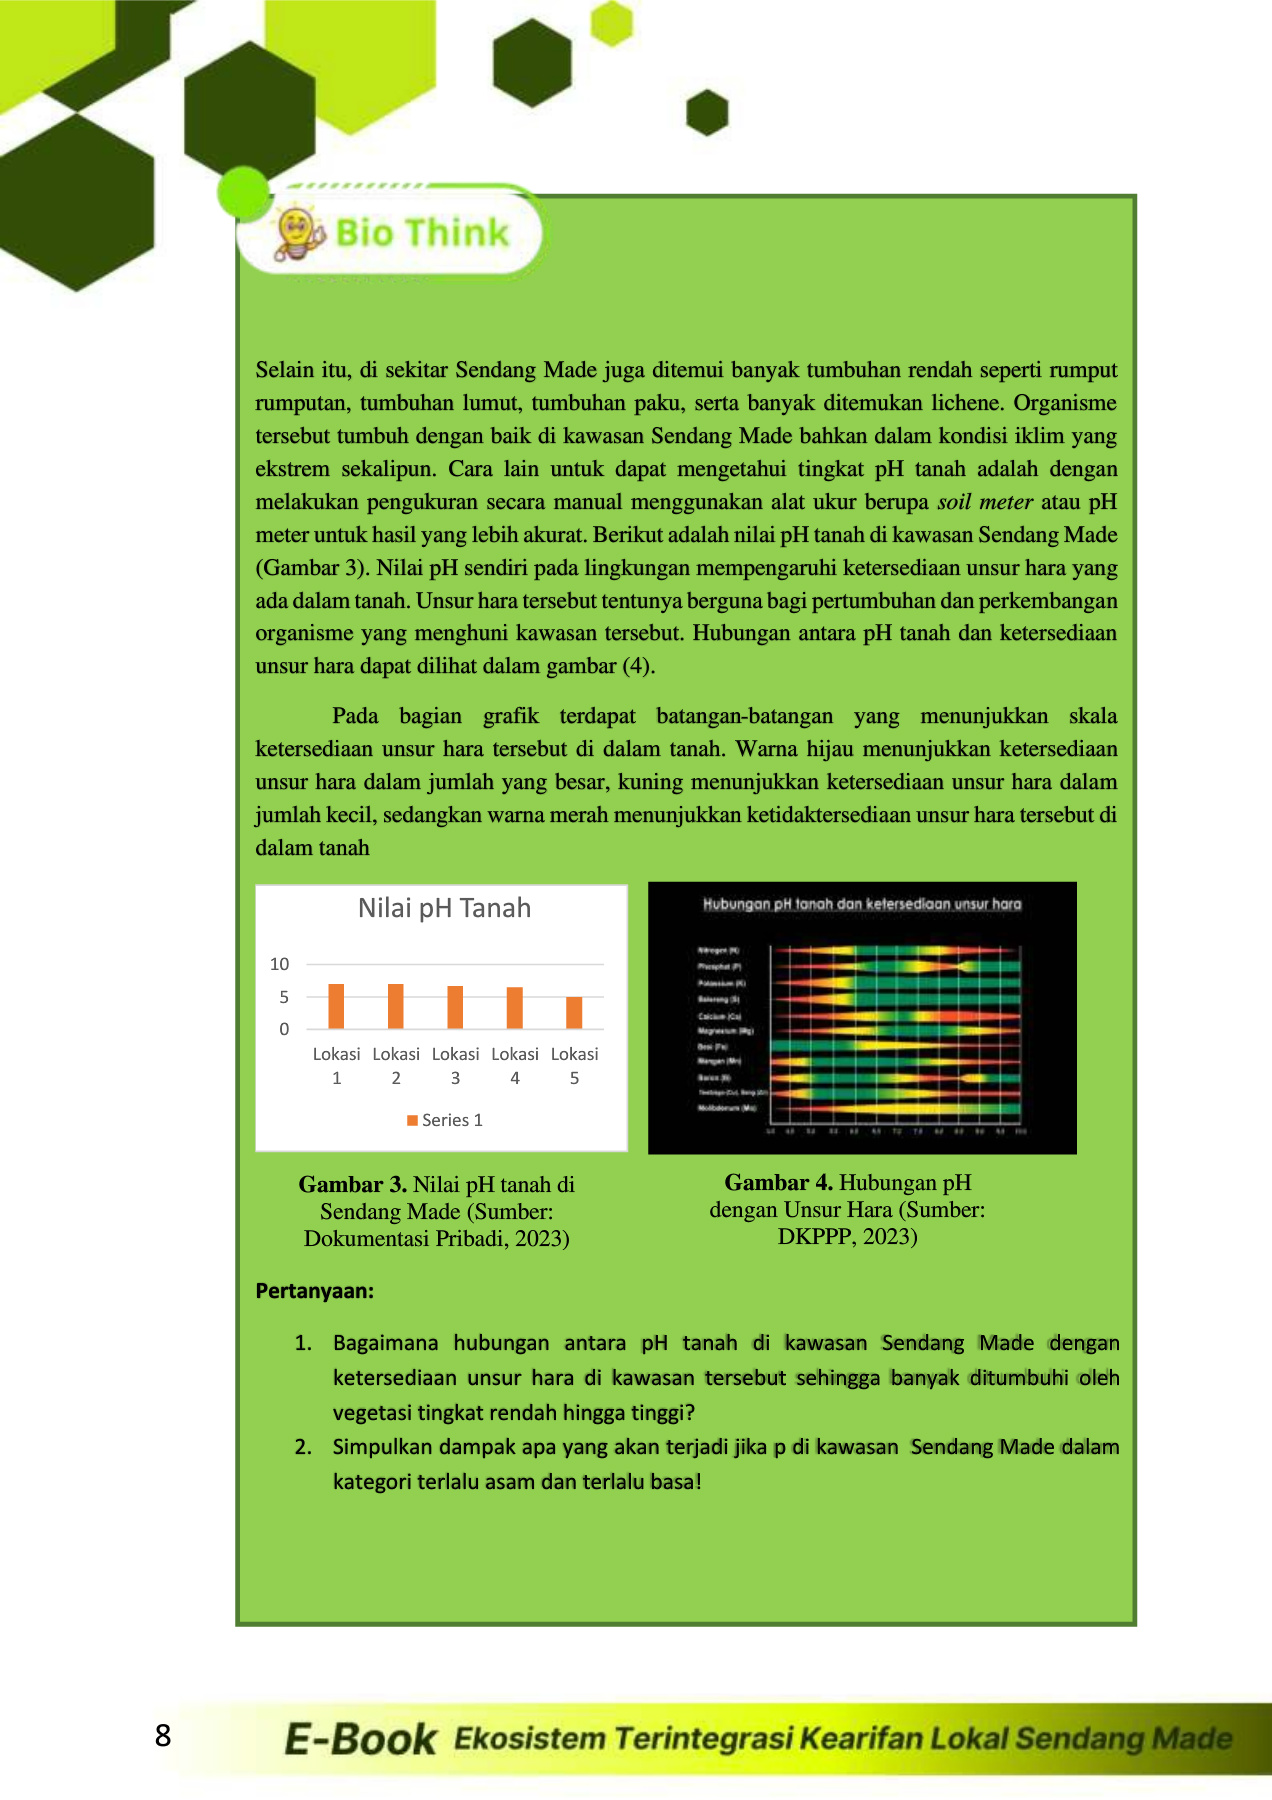 Bio Think
Selain itu, di sekitar Sendang Made juga ditemui banyak tumbuhan rendah seperti rumput
rumputan, tumbuhan lumut, tumbuhan paku, serta banyak ditemukan lichene. Organisme
tersebut tumbuh dengan baik di kawasan Sendang Made bahkan dalam kondisi iklim yang
ekstrem sekalipun. Cara lain untuk dapat mengetahui tingkat pH tanah adalah dengan
melakukan pengukuran secara manual menggunakan alat ukur berupa soil meter atau pH
meter untuk hasil yang lebih akurat. Berikut adalah nilai pH tanah di kawasan Sendang Made
(Gambar 3). Nilai pH sendiri pada lingkungan mempengaruhi ketersediaan unsur hara yang
ada dalam tanah. Unsur hara tersebut tentunya berguna bagi pertumbuhan dan perkembangan
organisme yang menghuni kawasan tersebut. Hubungan antara pH tanah dan ketersediaan
unsur hara dapat dilihat dalam gambar (4).
Pada bagian grafik terdapat batangan-batangan yang menunjukkan skala
ketersediaan unsur hara tersebut di dalam tanah. Warna hijau menunjukkan ketersediaan
unsur hara dalam jumlah yang besar, kuning menunjukkan ketersediaan unsur hara dalam
jumlah kecil, sedangkan warna merah menunjukkan ketidaktersediaan unsur hara tersebut di
dalam tanah
Nilai pH Tanah
10
5
0
Lokasi Lokasi Lokasi Lokasi Lokasi
1 2 3 4 5
Series 1
Hubungan pH tanah dan ketersediaan unsur hara
Nitrogen (N)
Phosphat (P)
Potassium (K)
Belerang (S)
Calcium (Ca)
Magnesium (Mg)
Besi (Fe)
Mangan (Mn)
Boron (B)
Molibdenum (Mo)
Gambar 3. Nilai pH tanah di
Sendang Made (Sumber:
Dokumentasi Pribadi, 2023)
Gambar 4. Hubungan pH
dengan Unsur Hara (Sumber:
DKPPP, 2023)
Pertanyaan:
1. Bagaimana hubungan antara pH tanah di kawasan Sendang Made dengan
ketersediaan unsur hara di kawasan tersebut sehingga banyak ditumbuhi oleh
vegetasi tingkat rendah hingga tinggi?
2. Simpulkan dampak apa yang akan terjadi jika p di kawasan Sendang Made dalam
kategori terlalu asam dan terlalu basa!
8
E-Book Ekosistem Terintegrasi Kearifan Lokal Sendang Made